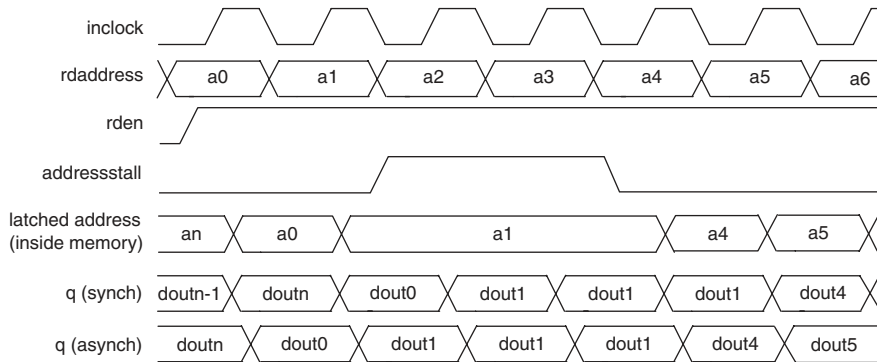 inclock
rdaddress a0 a1 a2 a3 a4 a5 a6
rden
addressstall
latched address
(inside memory) an a0 a1 a4 a5
q (synch) doutn-1 doutn dout0 dout1 dout1 dout1 dout4
q (asynch) doutn dout0 dout1 dout1 dout1 dout4 dout5